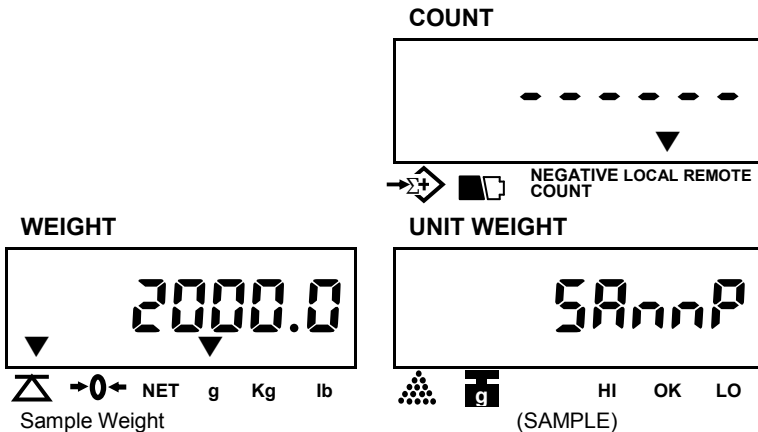 COUNT
- - - - - -
Σ+ NEGATIVE LOCAL REMOTE
COUNT
WEIGHT UNIT WEIGHT
2000.0 SAnnP
0 NET g Kg lb g HI OK LO
Sample Weight (SAMPLE)